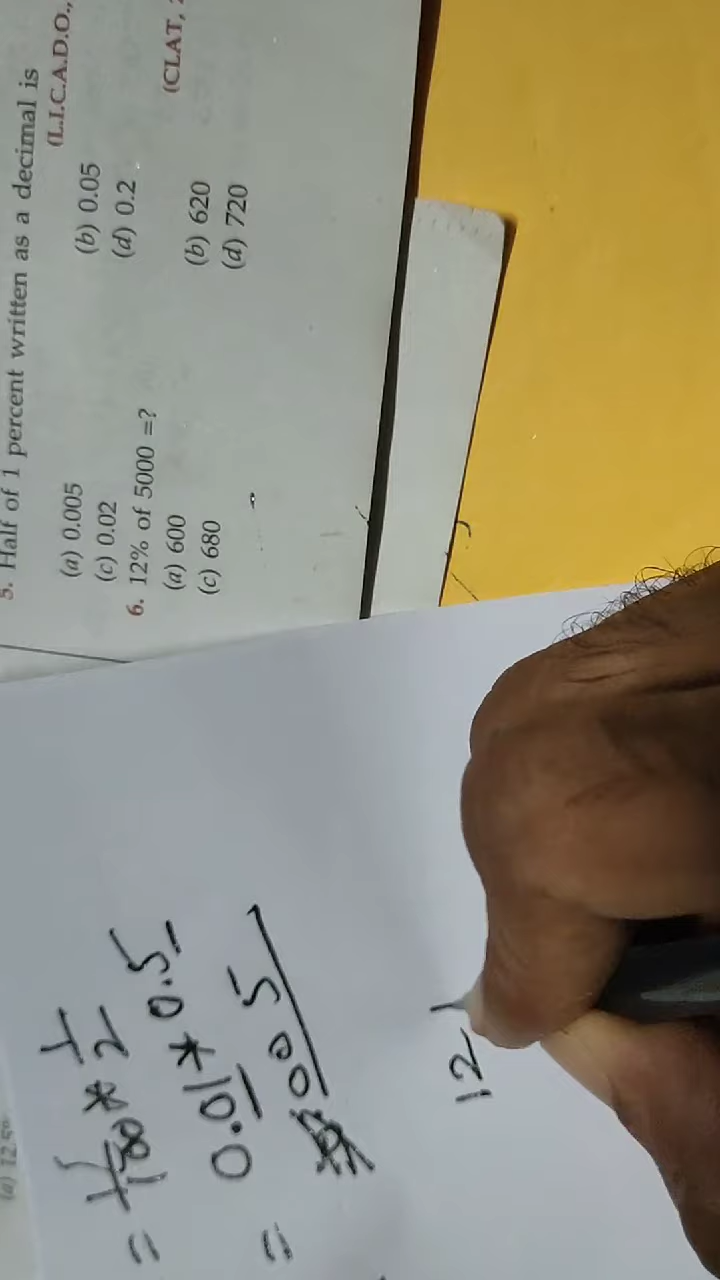 5. Half of 1 percent written as a decimal is
(L.I.C.A.D.O.,
(a) 0.005 (b) 0.05
(c) 0.02 (d) 0.2
6. 12% of 5000 =?
(CLAT,
(a) 600 (b) 620
(c) 680 (d) 720
(a) 12.5
= 1/100 * 1/2
0.01 * 0.5
= 005
12